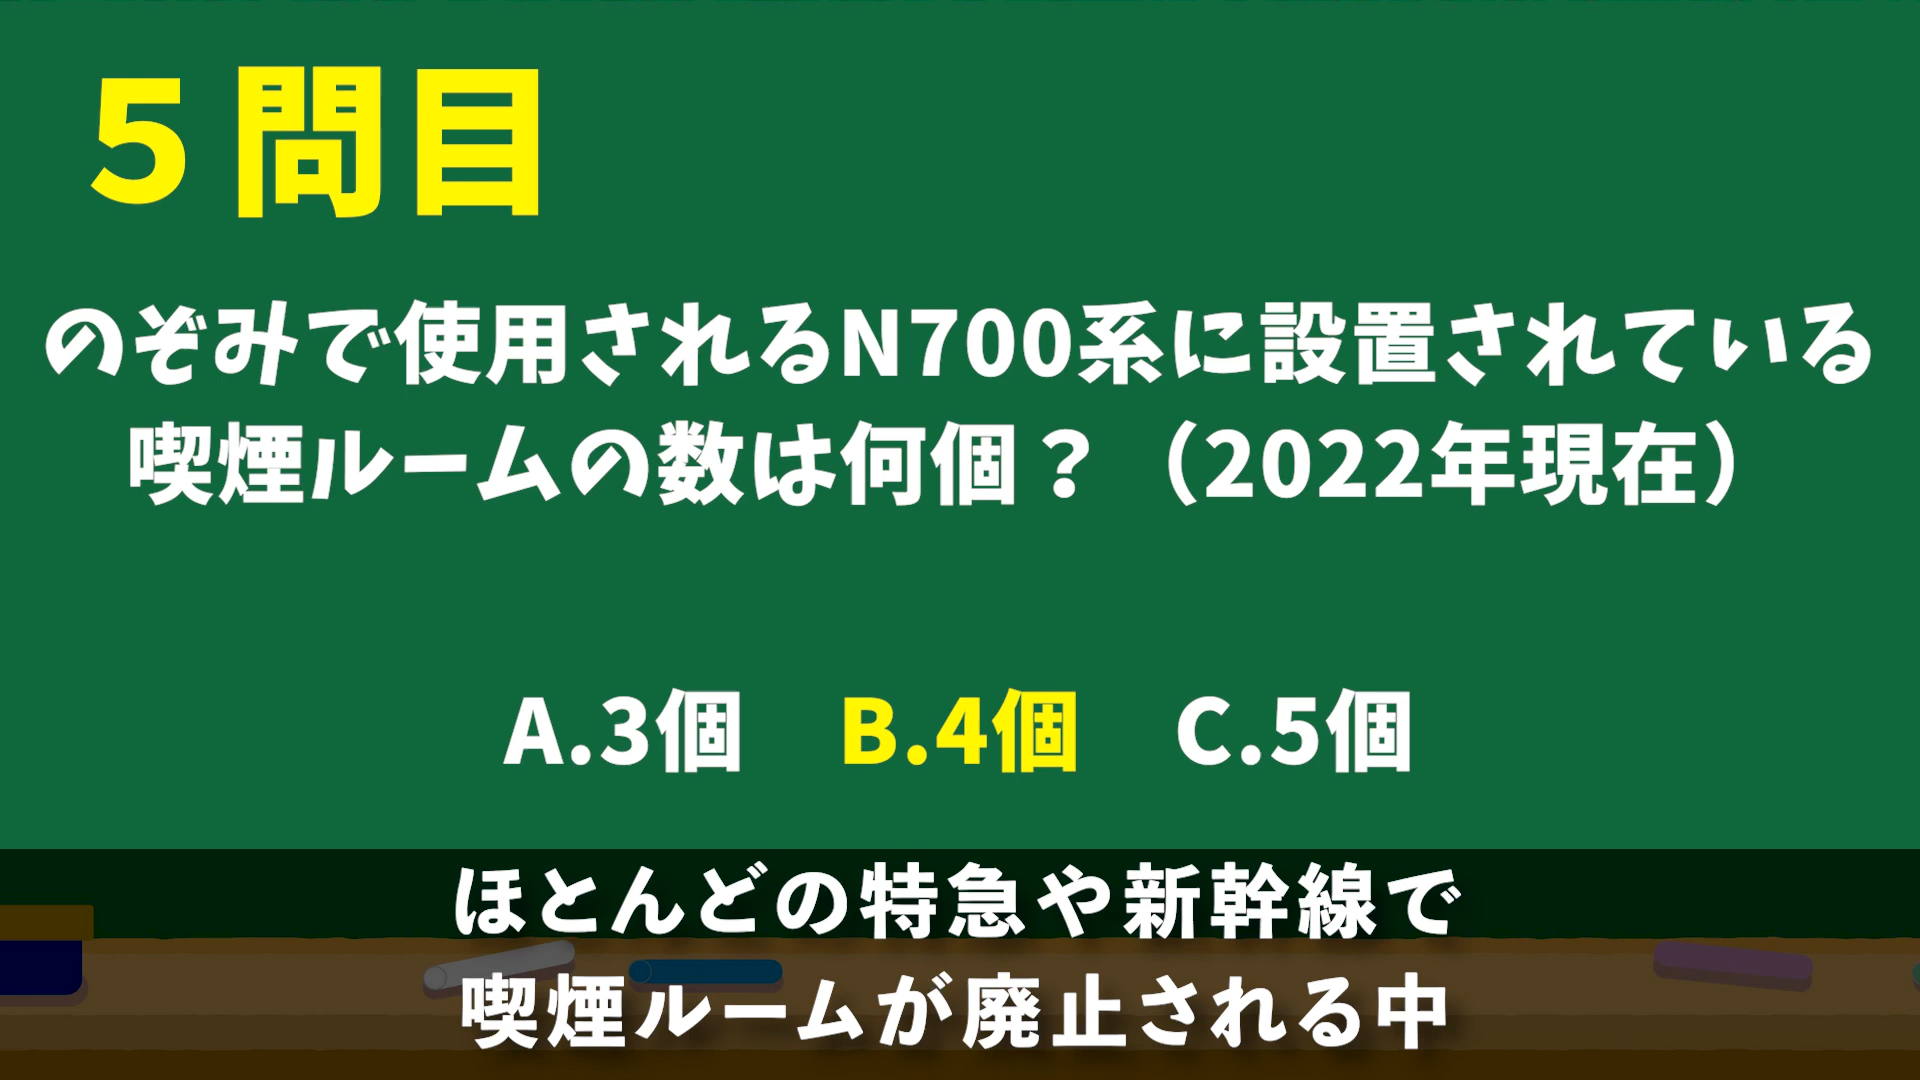 ５問目
のぞみで使用されるN700系に設置されている
喫煙ルームの数は何個？（2022年現在）
A.3個　B.4個　C.5個
ほとんどの特急や新幹線で
喫煙ルームが廃止される中